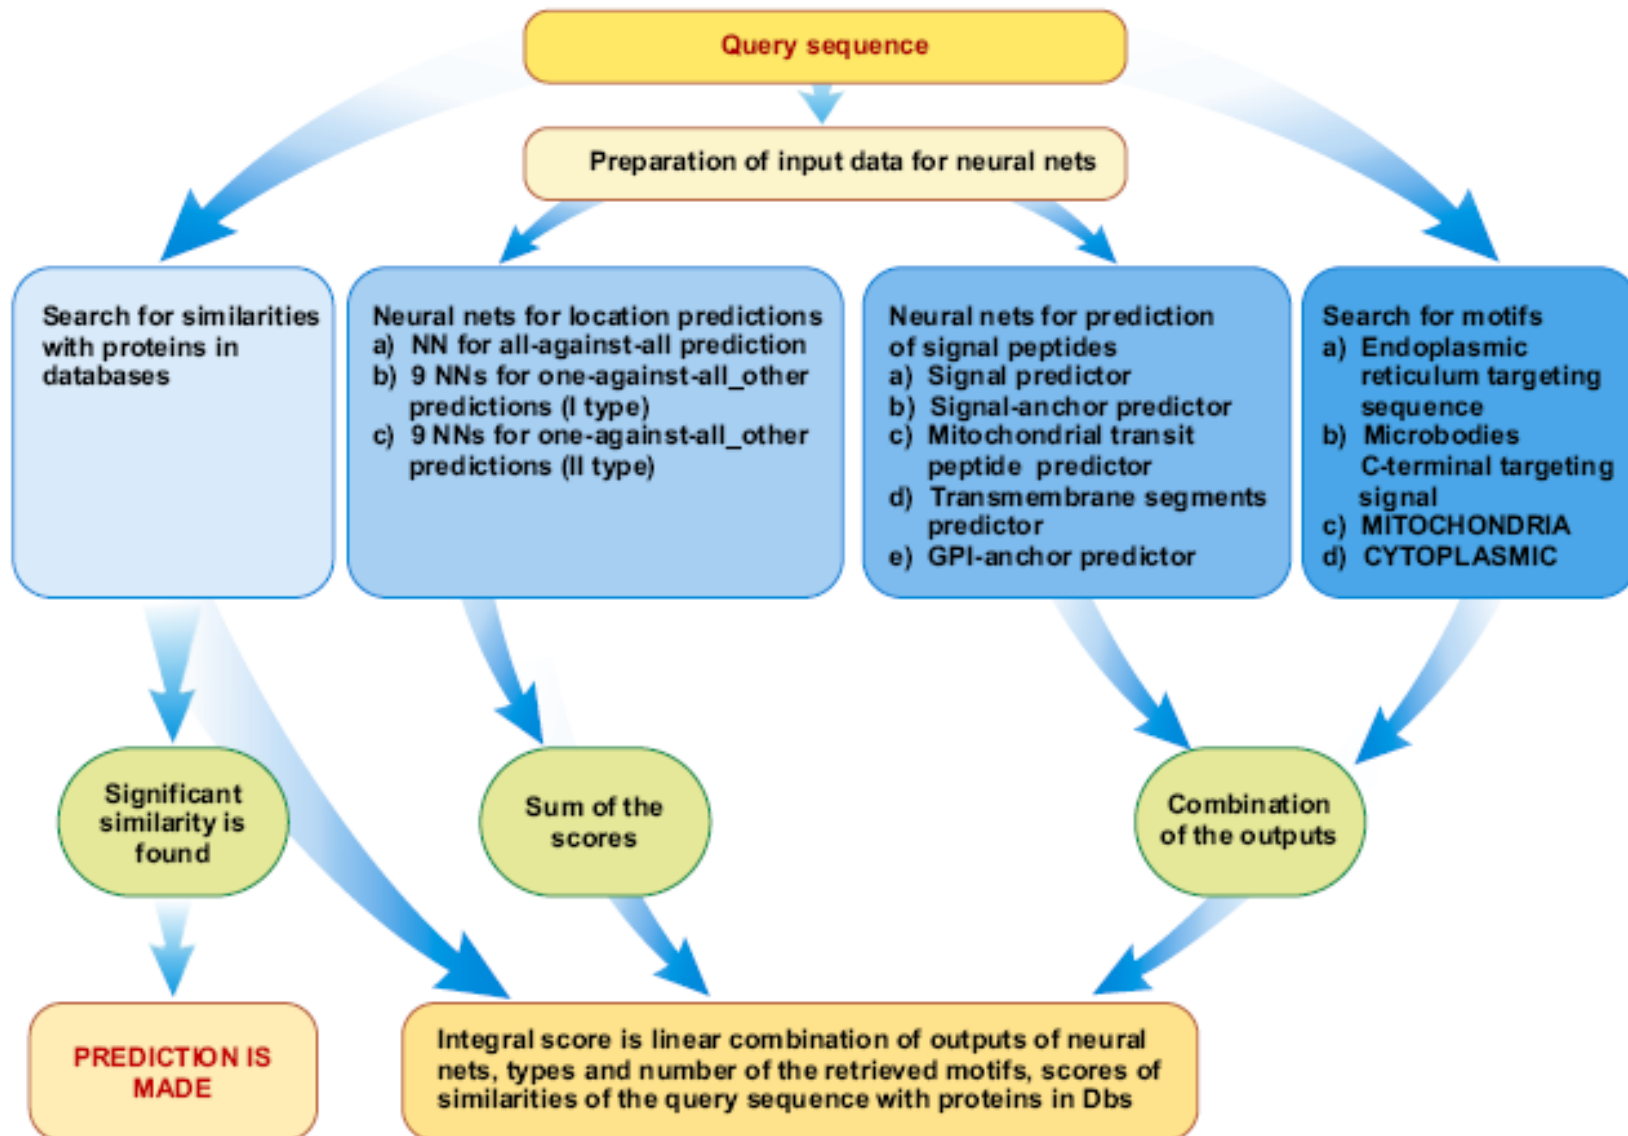 Query sequence
Preparation of input data for neural nets
Search for similarities
with proteins in
databases
Neural nets for location predictions
a) NN for all-against-all prediction
b) 9 NNs for one-against-all_other
predictions (I type)
c) 9 NNs for one-against-all_other
predictions (II type)
Neural nets for prediction
of signal peptides
a) Signal predictor
b) Signal-anchor predictor
c) Mitochondrial transit
peptide predictor
d) Transmembrane segments
predictor
e) GPI-anchor predictor
Search for motifs
a) Endoplasmic
reticulum targeting
sequence
b) Microbodies
C-terminal targeting
signal
c) MITOCHONDRIA
d) CYTOPLASMIC
Significant
similarity is
found
Sum of the
scores
Combination
of the outputs
PREDICTION IS
MADE
Integral score is linear combination of outputs of neural
nets, types and number of the retrieved motifs, scores of
similarities of the query sequence with proteins in Dbs